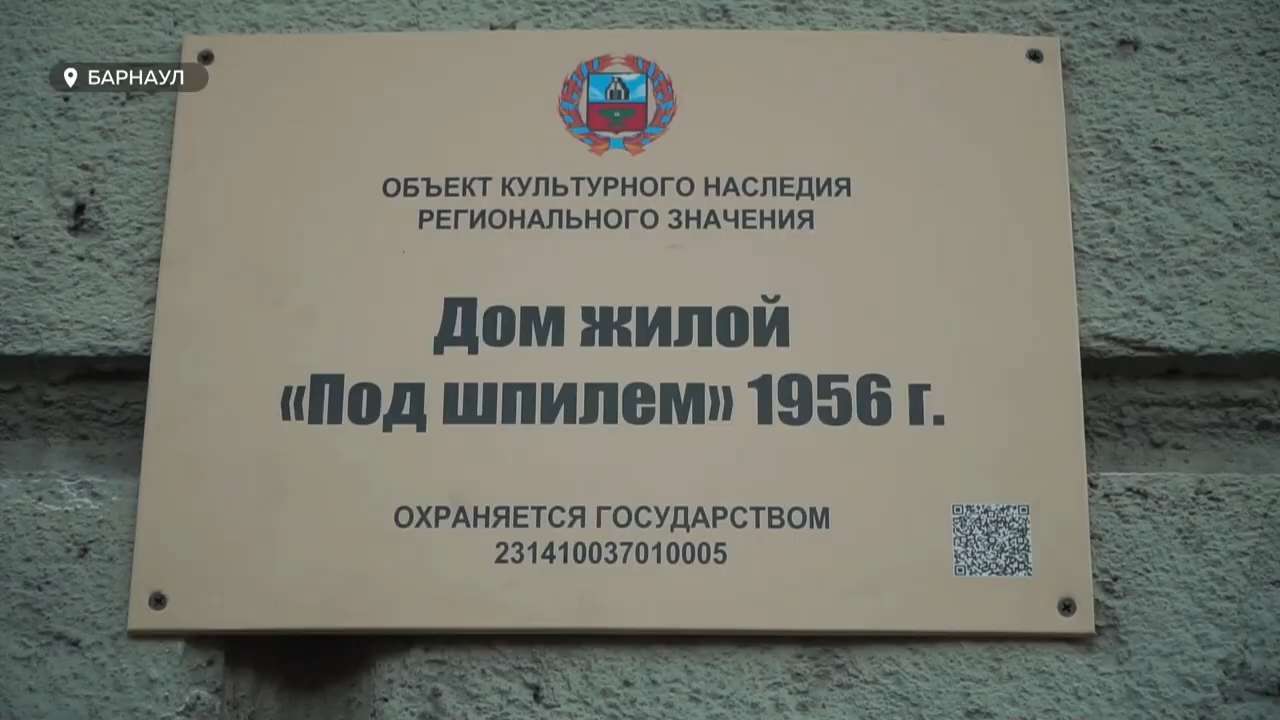 БАРНАУЛ
ОБЪЕКТ КУЛЬТУРНОГО НАСЛЕДИЯ
РЕГИОНАЛЬНОГО ЗНАЧЕНИЯ
Дом жилой
«Под шпилем» 1956 г.
ОХРАНЯЕТСЯ ГОСУДАРСТВОМ
231410037010005